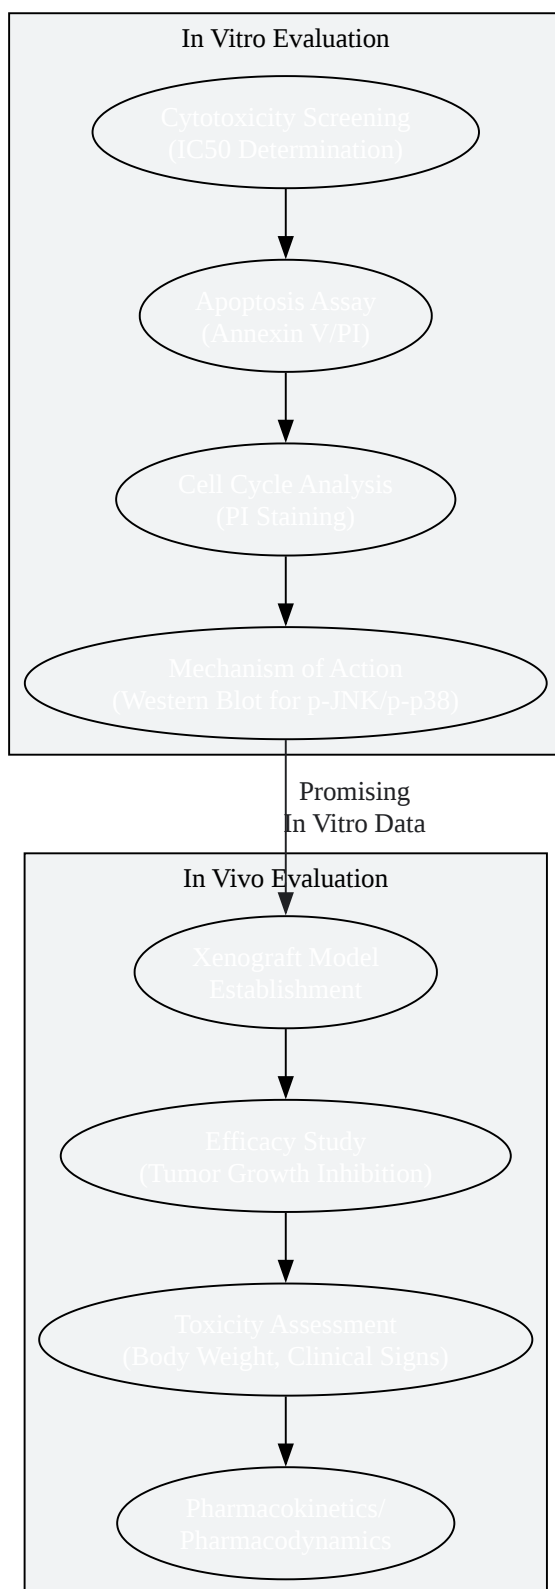 In Vitro Evaluation
Cytotoxicity Screening
(IC50 Determination)
Apoptosis Assay
(Annexin V/PI)
Cell Cycle Analysis
(PI Staining)
Mechanism of Action
(Western Blot for p-JNK/p-p38)
Promising
In Vitro Data
In Vivo Evaluation
Xenograft Model
Establishment
Efficacy Study
(Tumor Growth Inhibition)
Toxicity Assessment
(Body Weight, Clinical Signs)
Pharmacokinetics/
Pharmacodynamics